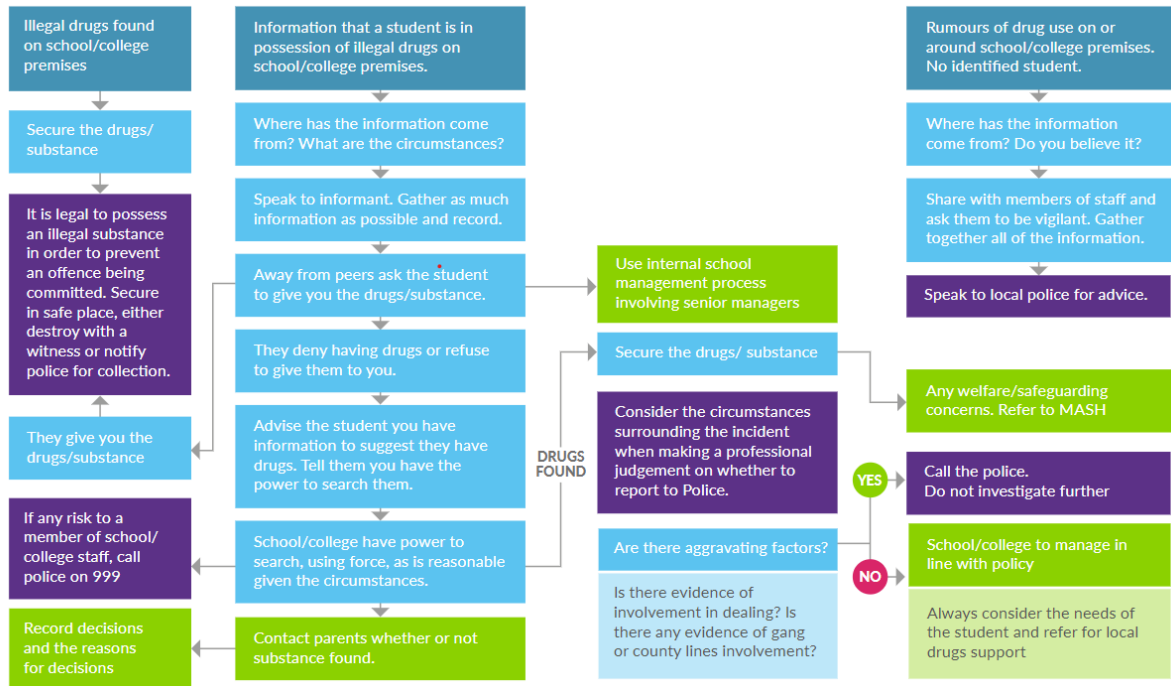 Illegal drugs found
on school/college
premises
Secure the drugs/
substance
It is legal to possess
an illegal substance
in order to prevent
an offence being
committed. Secure
in safe place, either
destroy with a
witness or notify
police for collection.
They give you the
drugs/substance
If any risk to a
member of school/
college staff, call
police on 999
Record decisions
and the reasons
for decisions
Information that a student is in
possession of illegal drugs on
school/college premises.
Where has the information come
from? What are the circumstances?
Speak to informant. Gather as much
information as possible and record.
Away from peers ask the student
to give you the drugs/substance.
They deny having drugs or refuse
to give them to you.
Advise the student you have
information to suggest they have
drugs. Tell them you have the
power to search them.
School/college have power to
search, using force, as is reasonable
given the circumstances.
Contact parents whether or not
substance found.
DRUGS
FOUND
Use internal school
management process
involving senior managers
Secure the drugs/ substance
Consider the circumstances
surrounding the incident
when making a professional
judgement on whether to
report to Police.
Are there aggravating factors?
Is there evidence of
involvement in dealing? Is
there any evidence of gang
or county lines involvement?
YES
NO
Rumours of drug use on or
around school/college premises.
No identified student.
Where has the information
come from? Do you believe it?
Share with members of staff and
ask them to be vigilant. Gather
together all of the information.
Speak to local police for advice.
Any welfare/safeguarding
concerns. Refer to MASH
Call the police.
Do not investigate further
School/college to manage in
line with policy
Always consider the needs of
the student and refer for local
drugs support